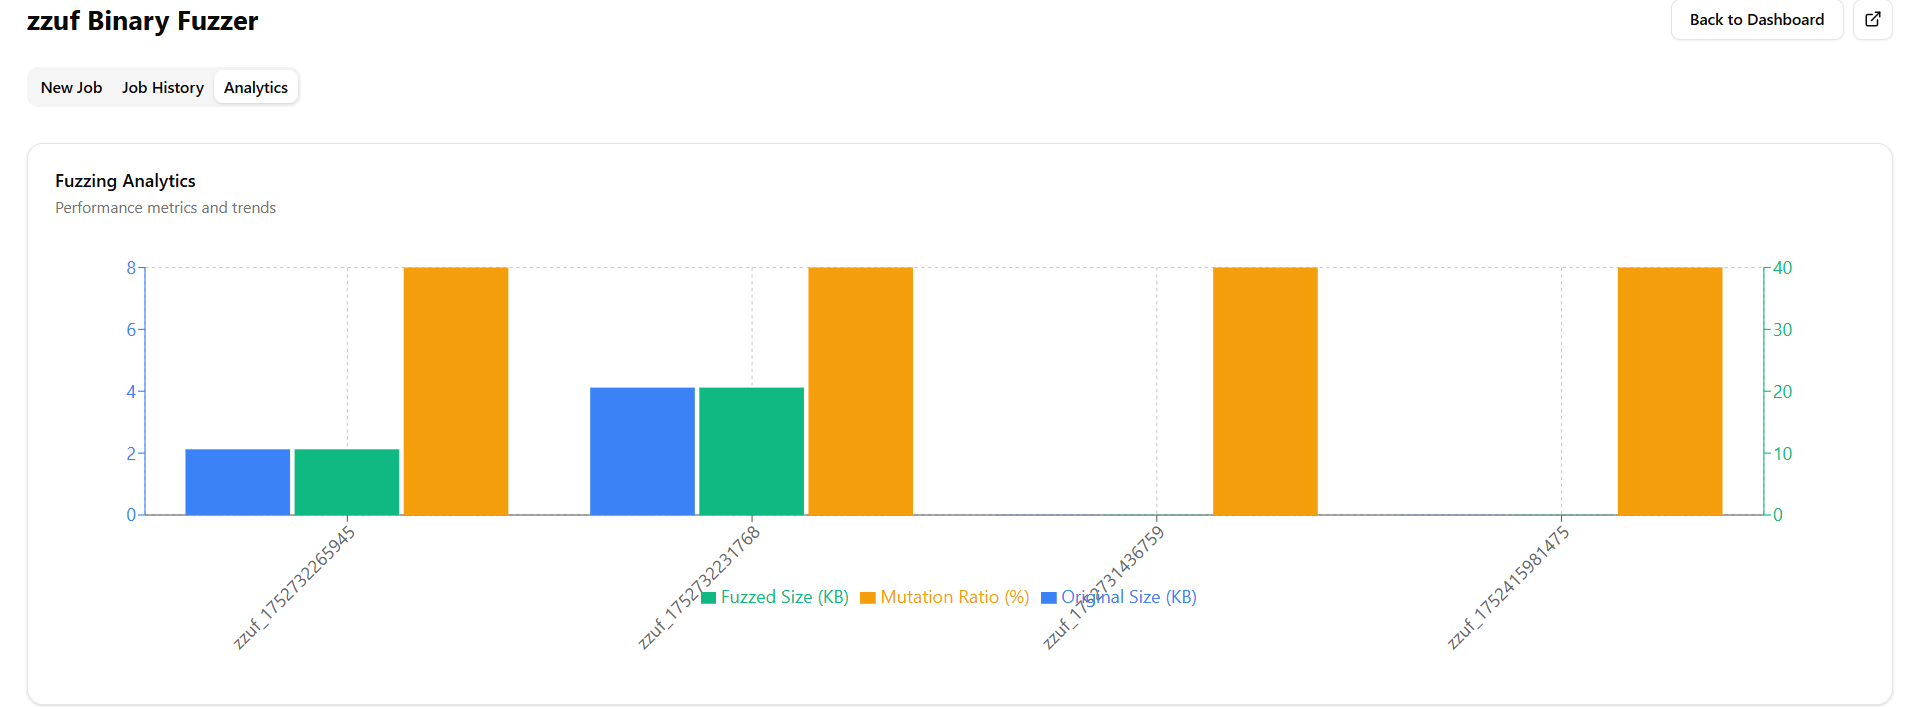 zzuf Binary Fuzzer
Back to Dashboard
New Job
Job History
Analytics
Fuzzing Analytics
Performance metrics and trends
8
6
4
2
0
40
30
20
10
0
zzuf_1752732265945
zzuf_1752732231768
zzuf_1752731436759
zzuf_1752415981475
Fuzzed Size (KB)
Mutation Ratio (%)
Original Size (KB)